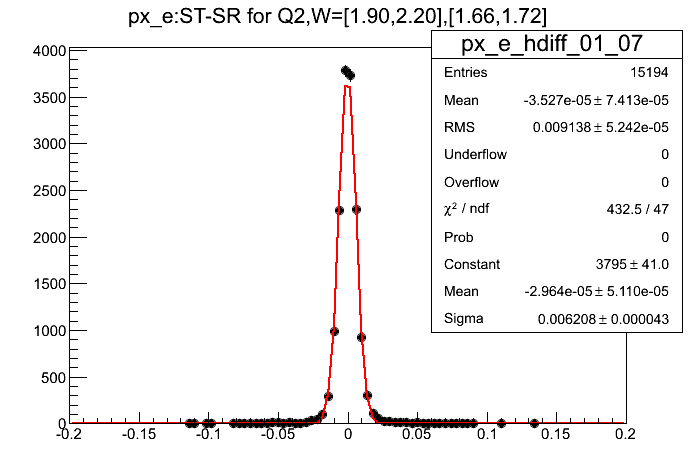 px_e:ST-SR for Q2,W=[1.90,2.20],[1.66,1.72]
px_e_hdiff_01_07
Entries 15194
Mean -3.527e-05 ± 7.413e-05
RMS 0.009138 ± 5.242e-05
Underflow 0
Overflow 0
χ² / ndf 432.5 / 47
Prob 0
Constant 3795 ± 41.0
Mean -2.964e-05 ± 5.110e-05
Sigma 0.006208 ± 0.000043
4000
3500
3000
2500
2000
1500
1000
500
0
-0.2 -0.15 -0.1 -0.05 0 0.05 0.1 0.15 0.2